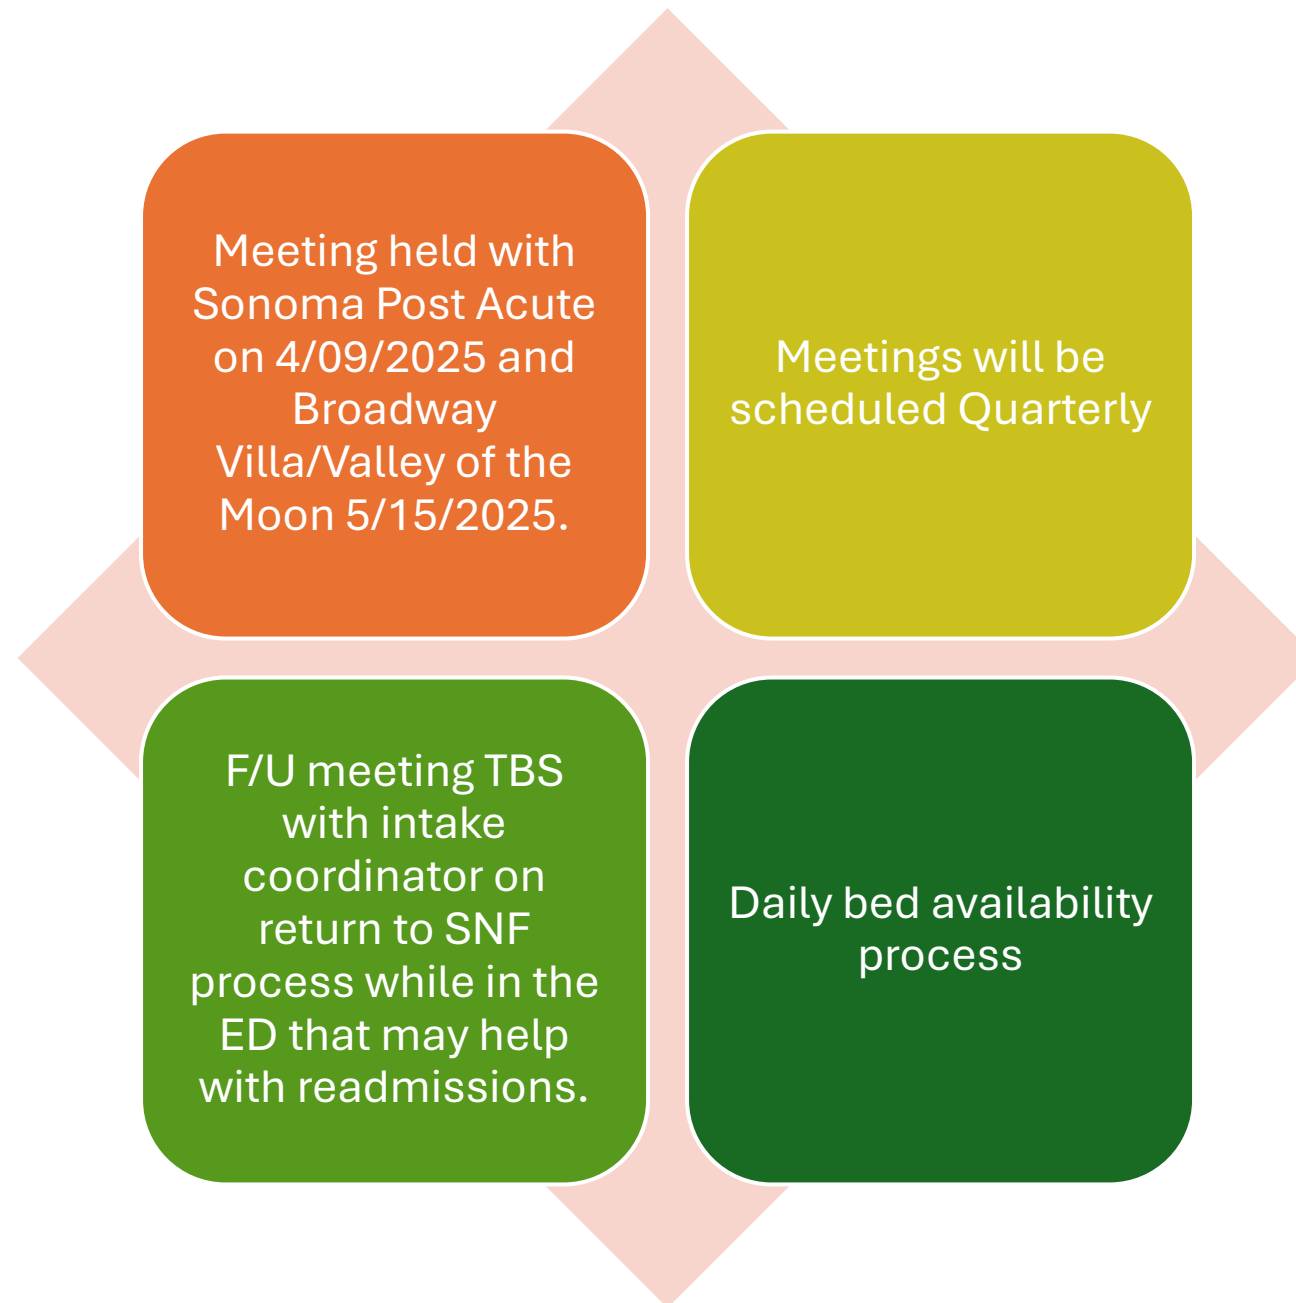 Meeting held with
Sonoma Post Acute
on 4/09/2025 and
Broadway
Villa/Valley of the
Moon 5/15/2025.
Meetings will be
scheduled Quarterly
F/U meeting TBS
with intake
coordinator on
return to SNF
process while in the
ED that may help
with readmissions.
Daily bed availability
process